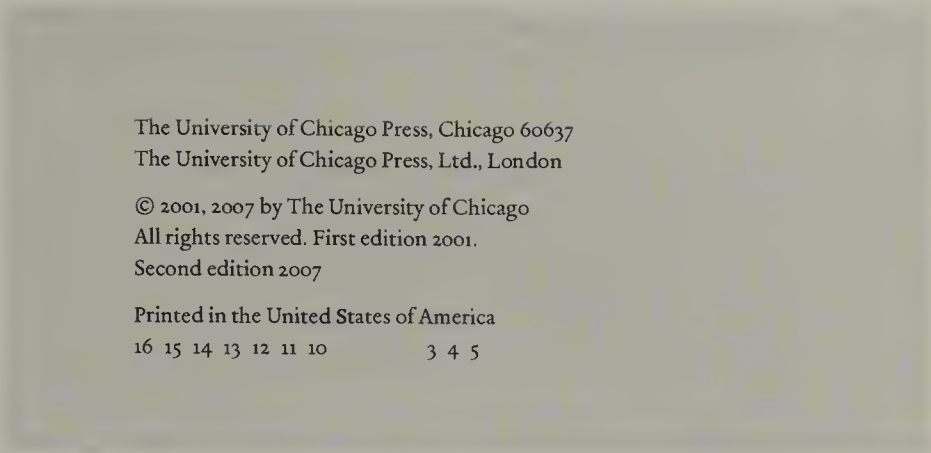 The University of Chicago Press, Chicago 60637
The University of Chicago Press, Ltd., London
© 2001, 2007 by The University of Chicago
All rights reserved. First edition 2001.
Second edition 2007
Printed in the United States of America
16 15 14 13 12 11 10 3 4 5